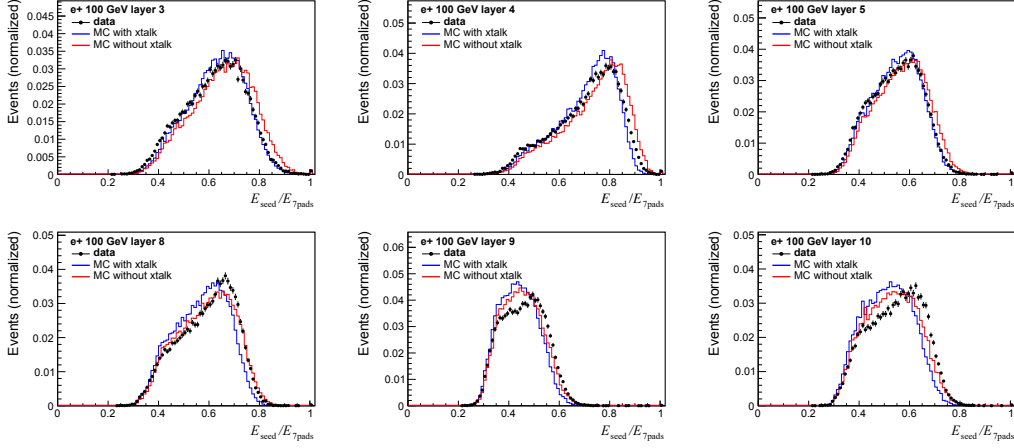 e+ 100 GeV layer 3
data
MC with xtalk
MC without xtalk
Events (normalized)
0.045
0.04
0.035
0.03
0.025
0.02
0.015
0.01
0.005
0
0 0.2 0.4 0.6 0.8 1
E_seed/E_7pads
e+ 100 GeV layer 4
data
MC with xtalk
MC without xtalk
Events (normalized)
0.05
0.04
0.03
0.02
0.01
0
0 0.2 0.4 0.6 0.8 1
E_seed/E_7pads
e+ 100 GeV layer 5
data
MC with xtalk
MC without xtalk
Events (normalized)
0.05
0.04
0.03
0.02
0.01
0
0 0.2 0.4 0.6 0.8 1
E_seed/E_7pads
e+ 100 GeV layer 8
data
MC with xtalk
MC without xtalk
Events (normalized)
0.05
0.04
0.03
0.02
0.01
0
0 0.2 0.4 0.6 0.8 1
E_seed/E_7pads
e+ 100 GeV layer 9
data
MC with xtalk
MC without xtalk
Events (normalized)
0.06
0.05
0.04
0.03
0.02
0.01
0
0 0.2 0.4 0.6 0.8 1
E_seed/E_7pads
e+ 100 GeV layer 10
data
MC with xtalk
MC without xtalk
Events (normalized)
0.05
0.04
0.03
0.02
0.01
0
0 0.2 0.4 0.6 0.8 1
E_seed/E_7pads